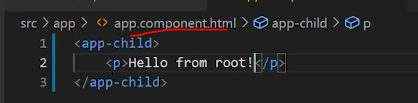 src > app > <> app.component.html > app-child > p
1 <app-child>
2 <p>Hello from root!</p>
3 </app-child>